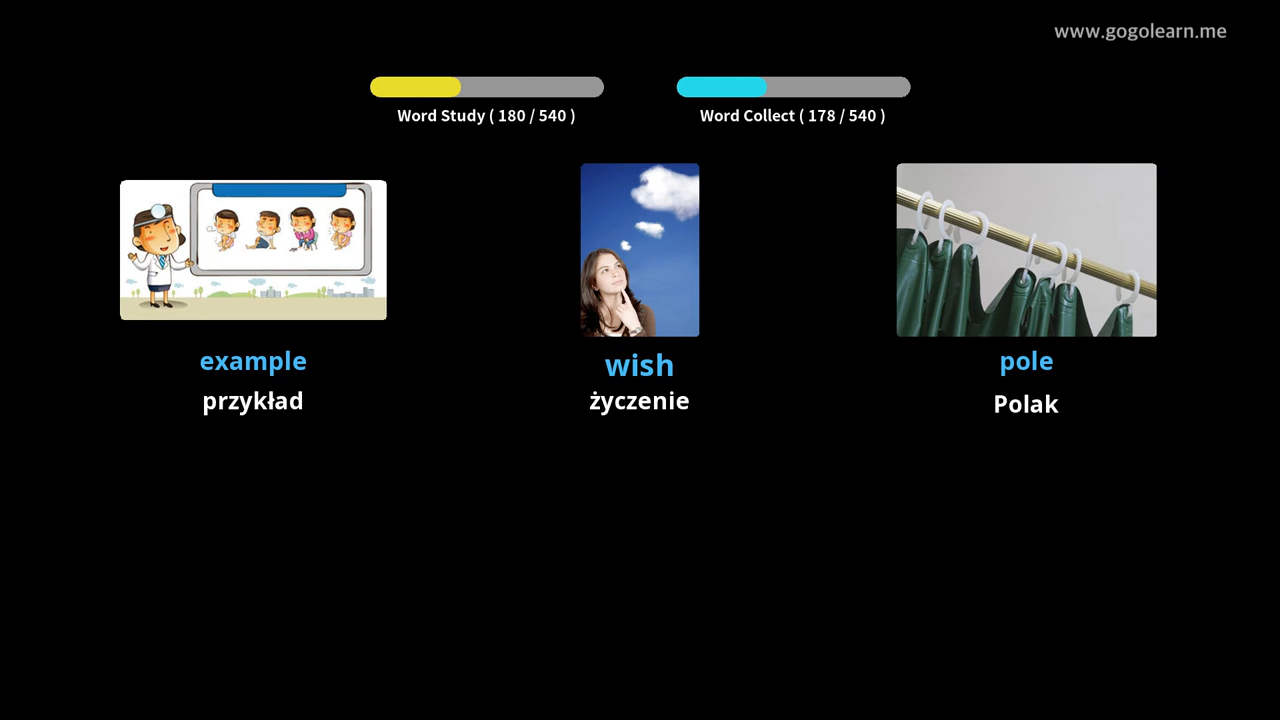 www.gogolearn.me
Word Study ( 180 / 540 )
Word Collect ( 178 / 540 )
example
wish
pole
przykład
życzenie
Polak